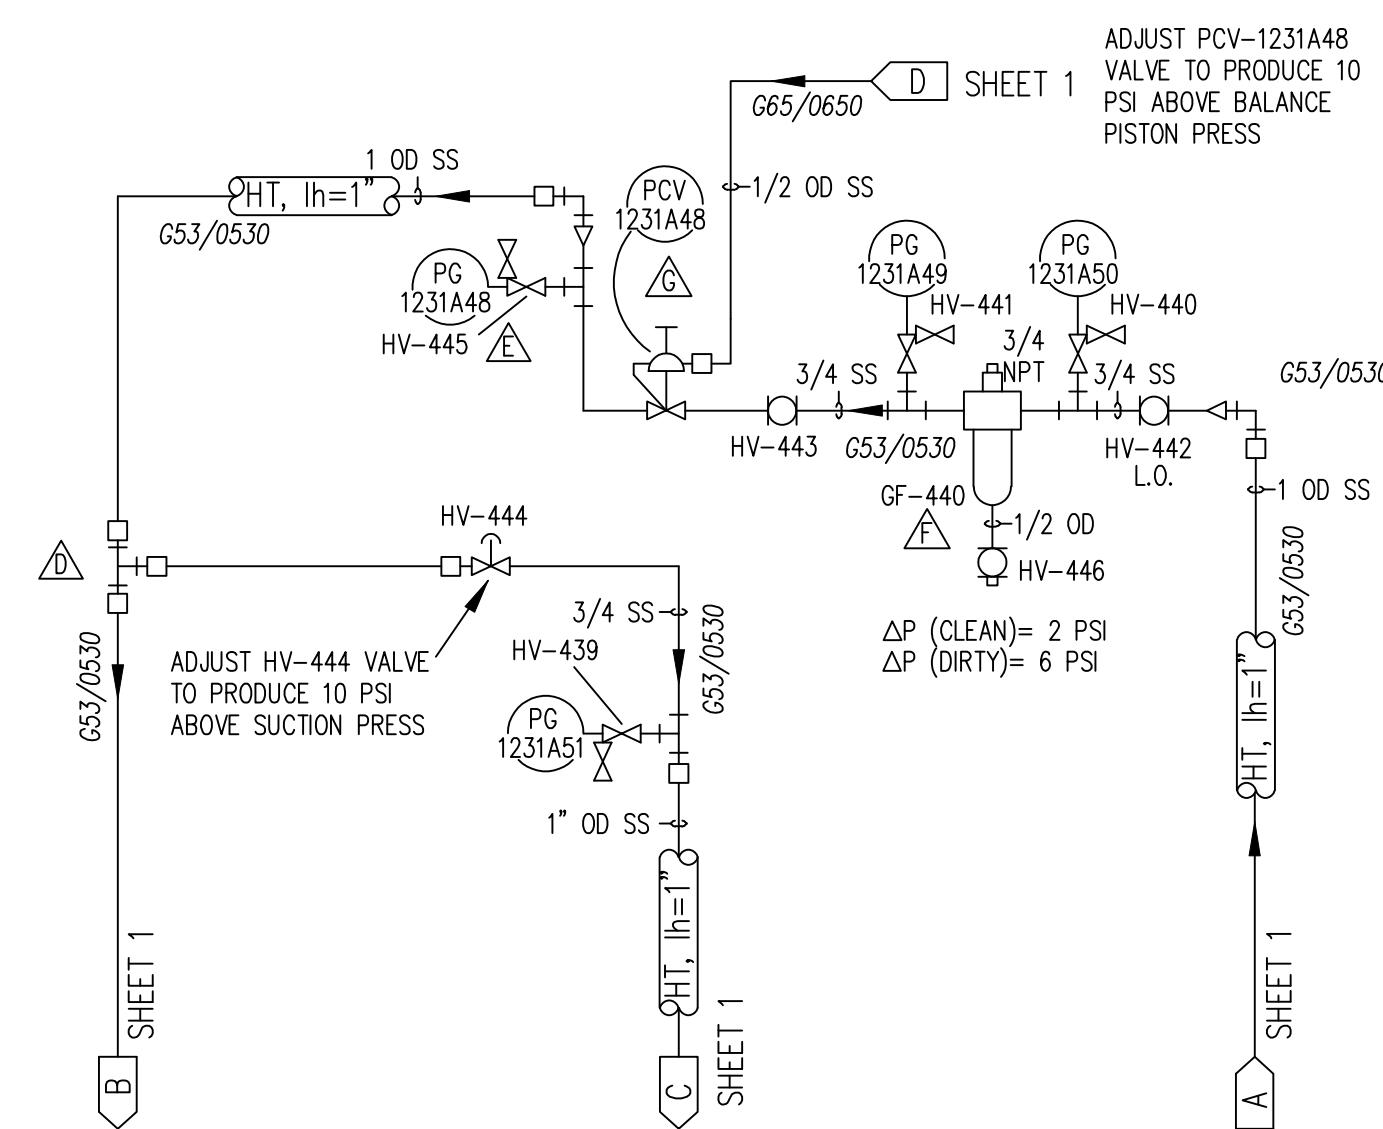 ADJUST PCV-1231A48
VALVE TO PRODUCE 10
PSI ABOVE BALANCE
PISTON PRESS
D
SHEET 1
G65/0650
1 OD SS
HT, Ih=1"
G53/0530
PCV
1231A48
1/2 OD SS
G
PG
1231A48
HV-445
E
PG
1231A49
HV-441
PG
1231A50
HV-440
3/4
NPT
3/4 SS
3/4 SS
G53/0530
HV-443
G53/0530
HV-442
L.O.
GF-440
F
1/2 OD
HV-446
1 OD SS
G53/0530
ΔP (CLEAN)= 2 PSI
ΔP (DIRTY)= 6 PSI
HV-444
D
3/4 SS
G53/0530
G53/0530
ADJUST HV-444 VALVE
TO PRODUCE 10 PSI
ABOVE SUCTION PRESS
HV-439
PG
1231A51
1" OD SS
HT, Ih=1"
HT, Ih=1"
SHEET 1
SHEET 1
SHEET 1
B
C
A